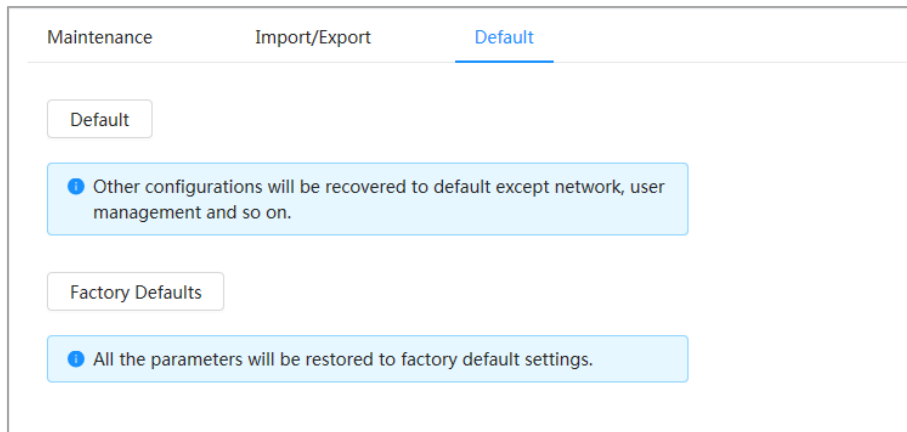 Maintenance Import/Export Default
Default
Other configurations will be recovered to default except network, user
management and so on.
Factory Defaults
All the parameters will be restored to factory default settings.